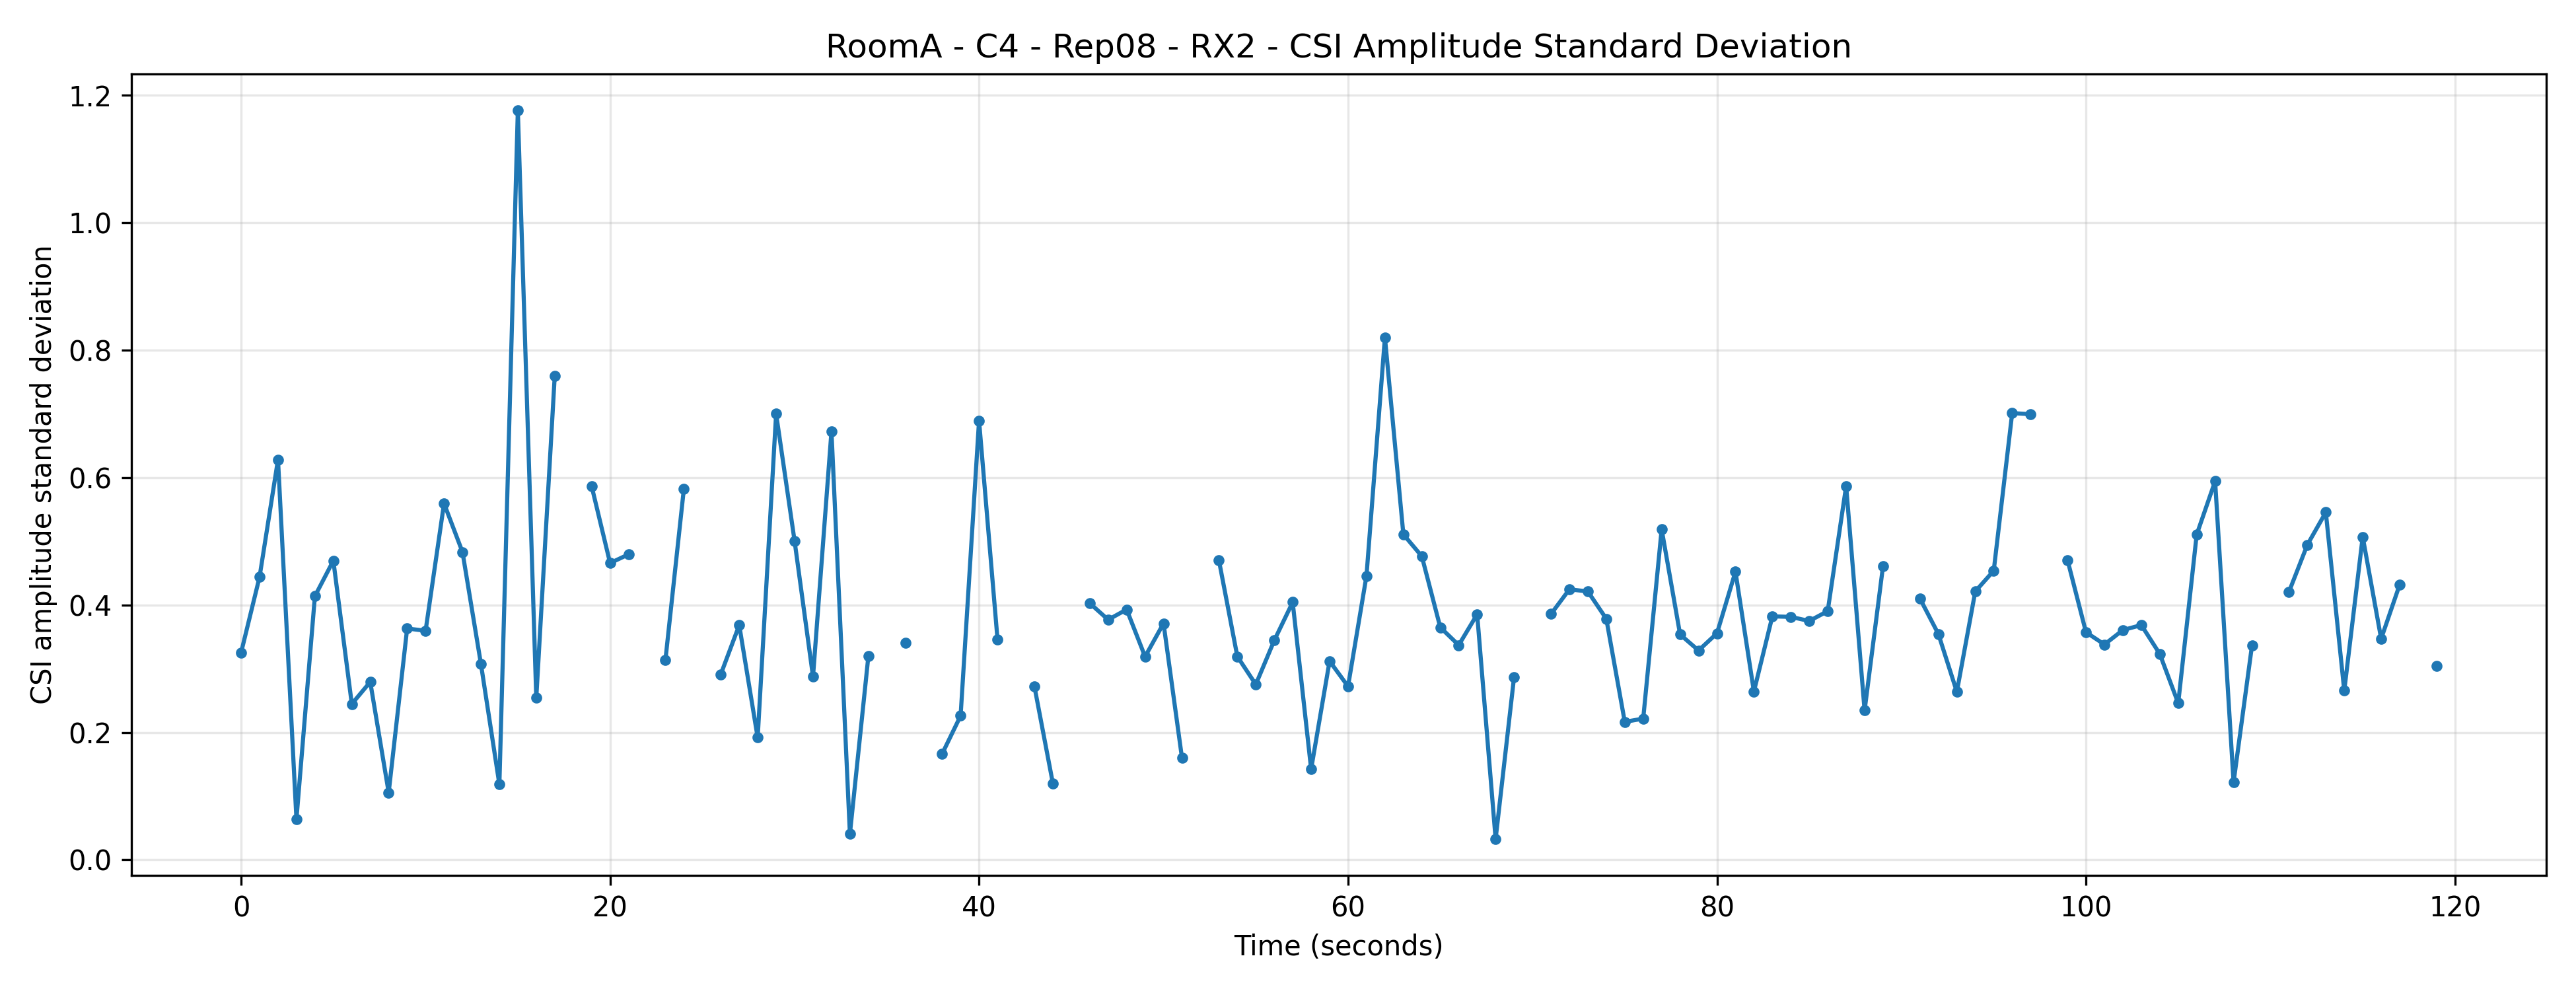 RoomA - C4 - Rep08 - RX2 - CSI Amplitude Standard Deviation
CSI amplitude standard deviation
1.2
1.0
0.8
0.6
0.4
0.2
0.0
0 20 40 60 80 100 120
Time (seconds)